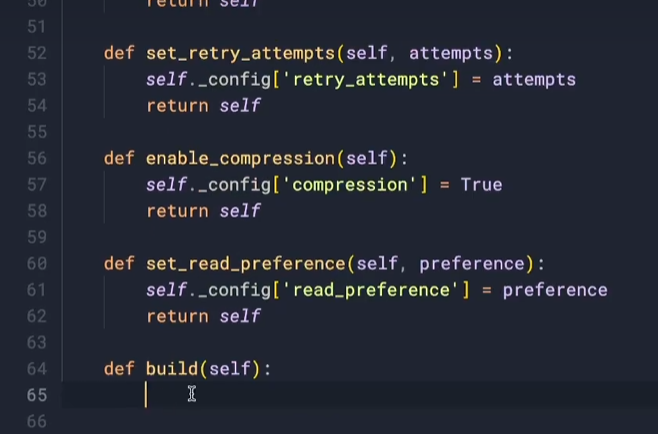 50 return self
51
52 def set_retry_attempts(self, attempts):
53 self._config['retry_attempts'] = attempts
54 return self
55
56 def enable_compression(self):
57 self._config['compression'] = True
58 return self
59
60 def set_read_preference(self, preference):
61 self._config['read_preference'] = preference
62 return self
63
64 def build(self):
65
66